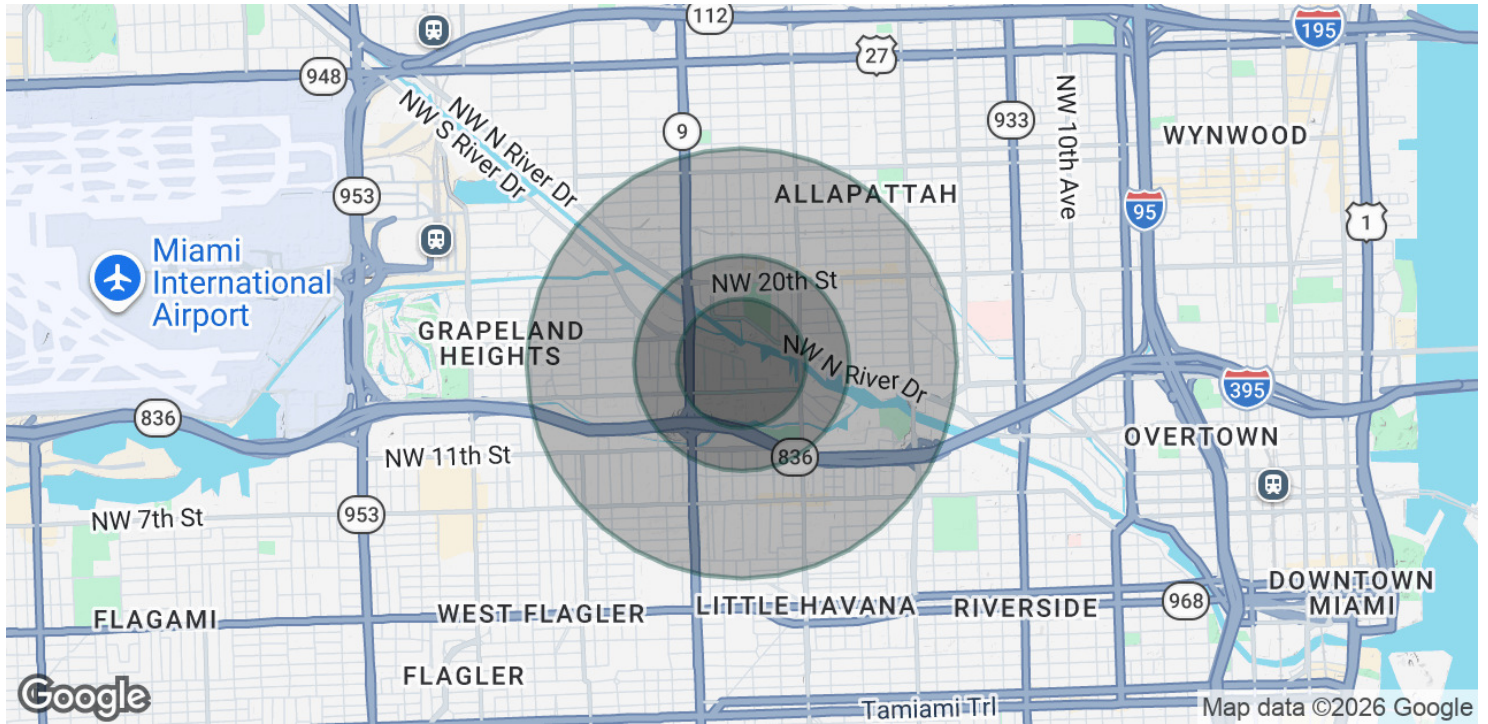 112
195
27
948
NW N River Dr
NW S River Dr
9
933
NW 10th Ave
WYNWOOD
953
ALLAPATTAH
95
1
Miami
International
Airport
NW 20th St
GRAPELAND
HEIGHTS
NW N River Dr
395
836
OVERTOWN
NW 11th St
836
953
NW 7th St
DOWNTOWN
MIAMI
968
FLAGAMI
WEST FLAGLER
LITTLE HAVANA
RIVERSIDE
FLAGLER
Google
Tamiami Trl
Map data ©2026 Google